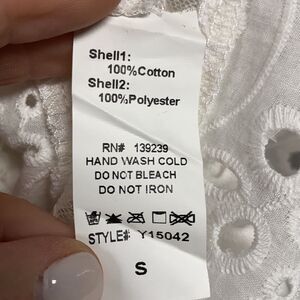 Shell1:
100%Cotton
Shell2:
100%Polyester
RN# 139239
HAND WASH COLD
DO NOT BLEACH
DO NOT IRON
STYLE# Y15042
S